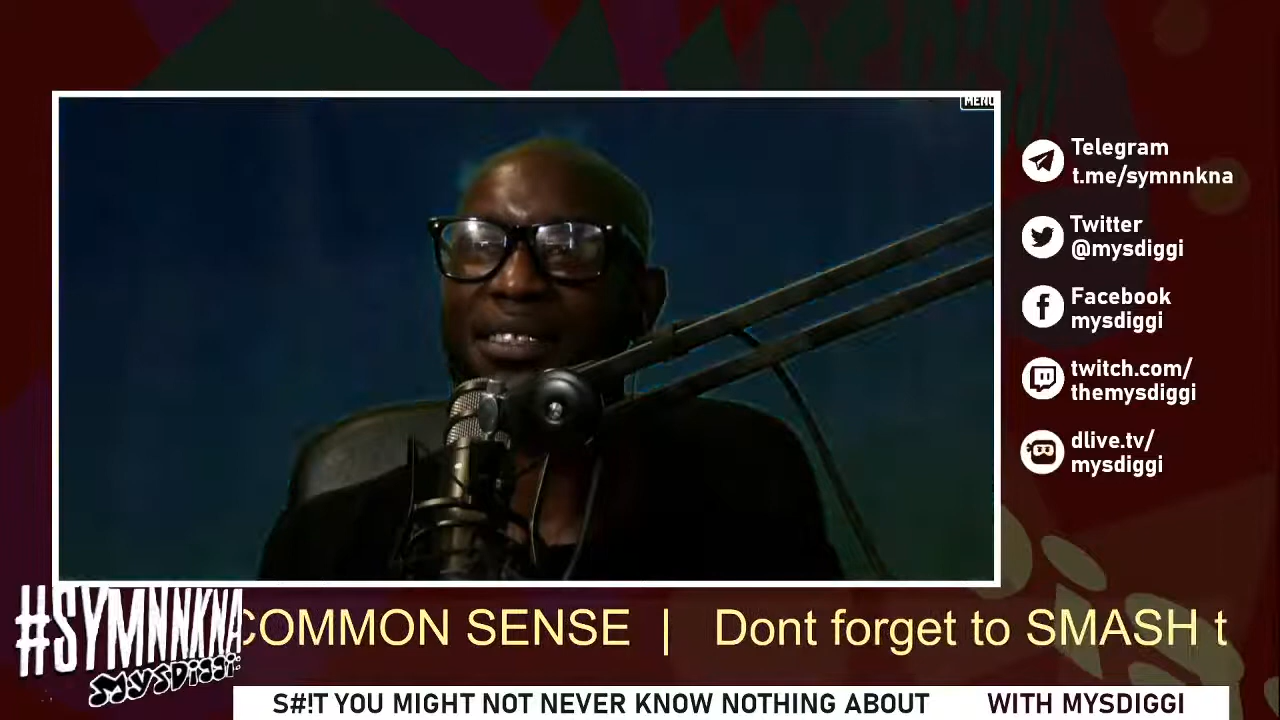 MENU
Telegram
t.me/symnnkna
Twitter
@mysdiggi
Facebook
mysdiggi
twitch.com/
themysdiggi
dlive.tv/
mysdiggi
#SYMNNKNA
MYSDIGGI
COMMON SENSE | Dont forget to SMASH t
S#!T YOU MIGHT NOT NEVER KNOW NOTHING ABOUT WITH MYSDIGGI